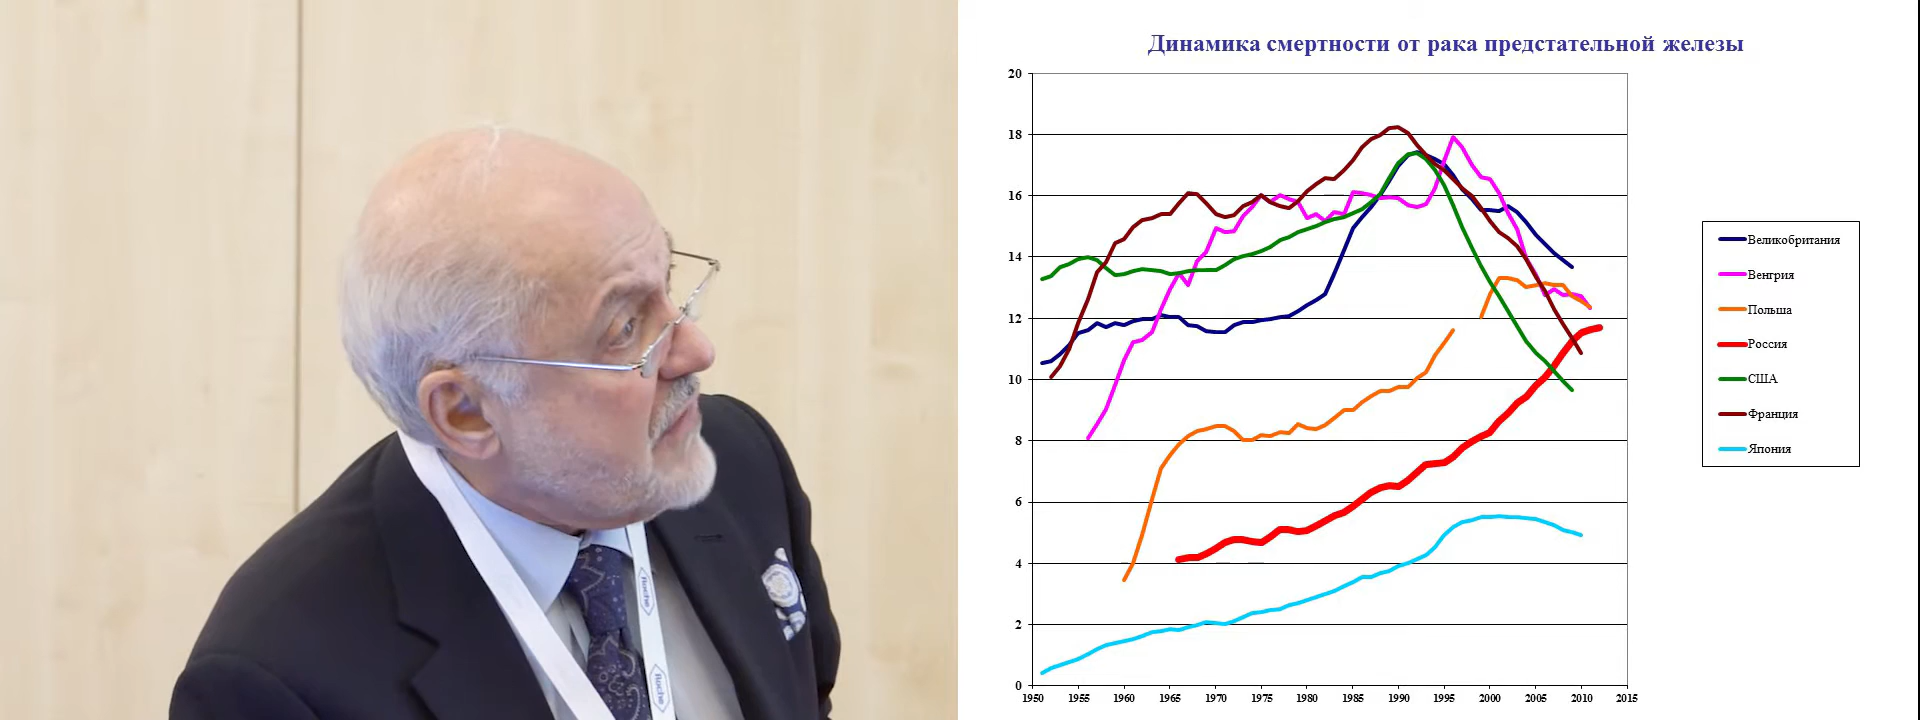 Roche
Roche
Динамика смертности от рака предстательной железы
20
18
16
14
12
10
8
6
4
2
0
1950 1955 1960 1965 1970 1975 1980 1985 1990 1995 2000 2005 2010 2015
Великобритания
Венгрия
Польша
Россия
США
Франция
Япония